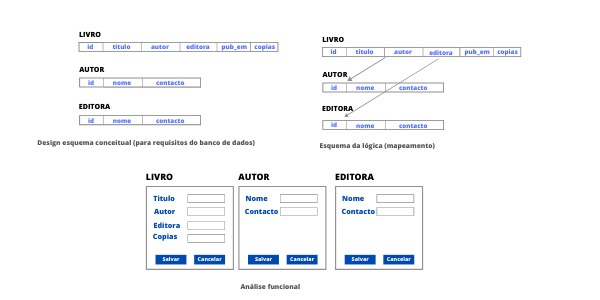 LIVRO
id titulo autor editora pub_em copias
AUTOR
id nome contacto
EDITORA
id nome contacto
Design esquema conceitual (para requisitos do banco de dados)
LIVRO
id titulo autor editora pub_em copias
AUTOR
id nome contacto
EDITORA
id nome contacto
Esquema da lógica (mapeamento)
LIVRO
Titulo
Autor
Editora
Copias
Salvar Cancelar
AUTOR
Nome
Contacto
Salvar Cancelar
EDITORA
Nome
Contacto
Salvar Cancelar
Análise funcional